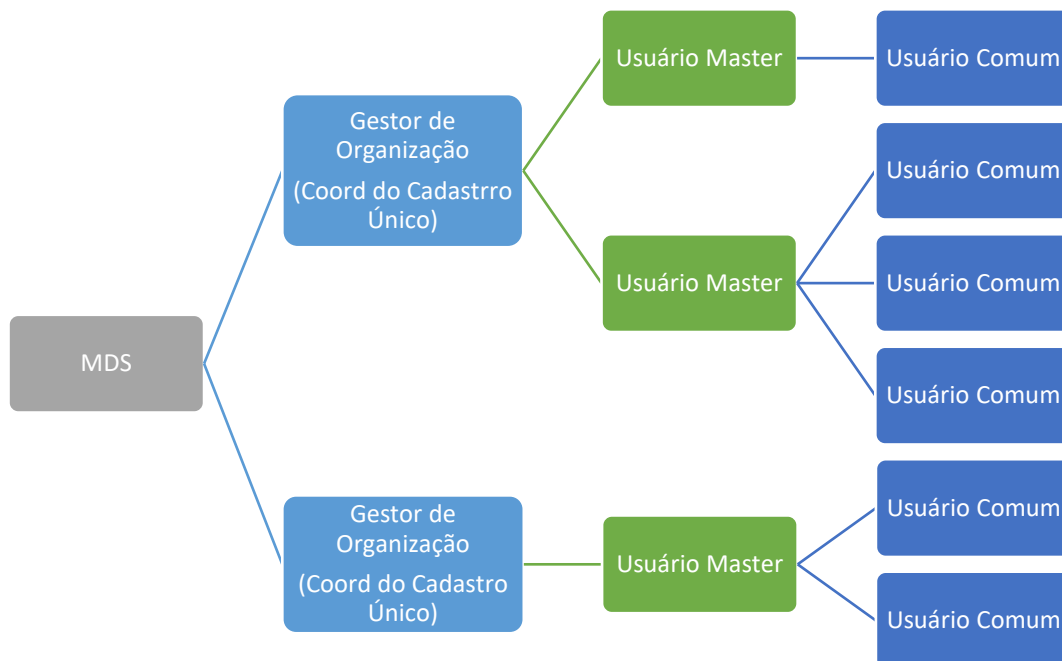 MDS
Gestor de
Organização
(Coord do Cadastrro
Único)
Usuário Master
Usuário Comum
Usuário Master
Usuário Comum
Usuário Comum
Usuário Comum
Gestor de
Organização
(Coord do Cadastro
Único)
Usuário Master
Usuário Comum
Usuário Comum